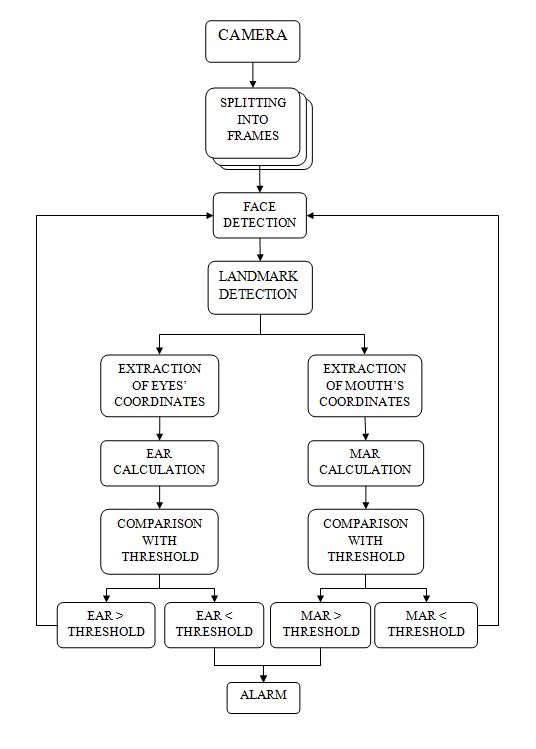 CAMERA
SPLITTING
INTO
FRAMES
FACE
DETECTION
LANDMARK
DETECTION
EXTRACTION
OF EYES’
COORDINATES
EXTRACTION
OF MOUTH’S
COORDINATES
EAR
CALCULATION
MAR
CALCULATION
COMPARISON
WITH
THRESHOLD
COMPARISON
WITH
THRESHOLD
EAR >
THRESHOLD
EAR <
THRESHOLD
MAR >
THRESHOLD
MAR <
THRESHOLD
ALARM